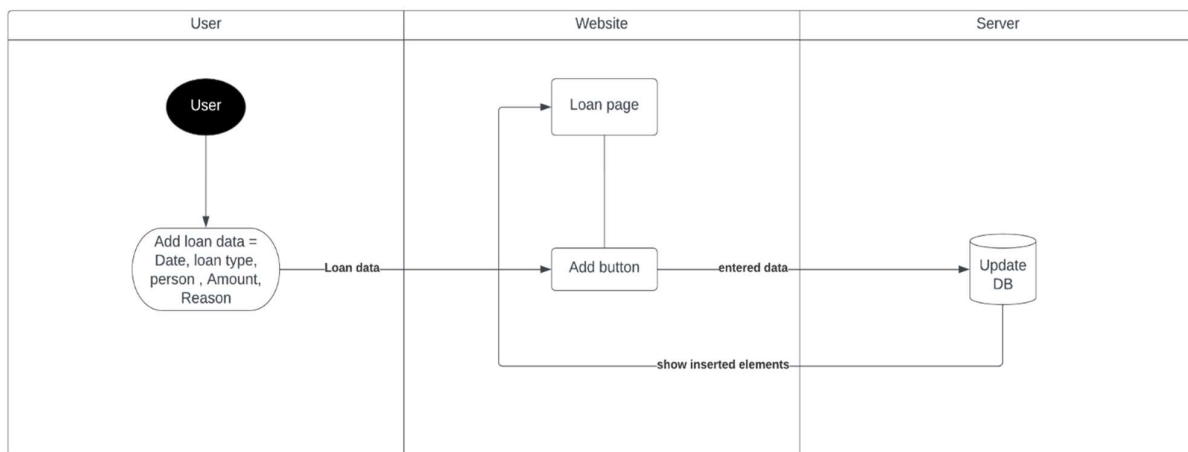 User
Website
Server
User
Loan page
Add loan data =
Date, loan type,
person , Amount,
Reason
Loan data
Add button
entered data
Update
DB
show inserted elements